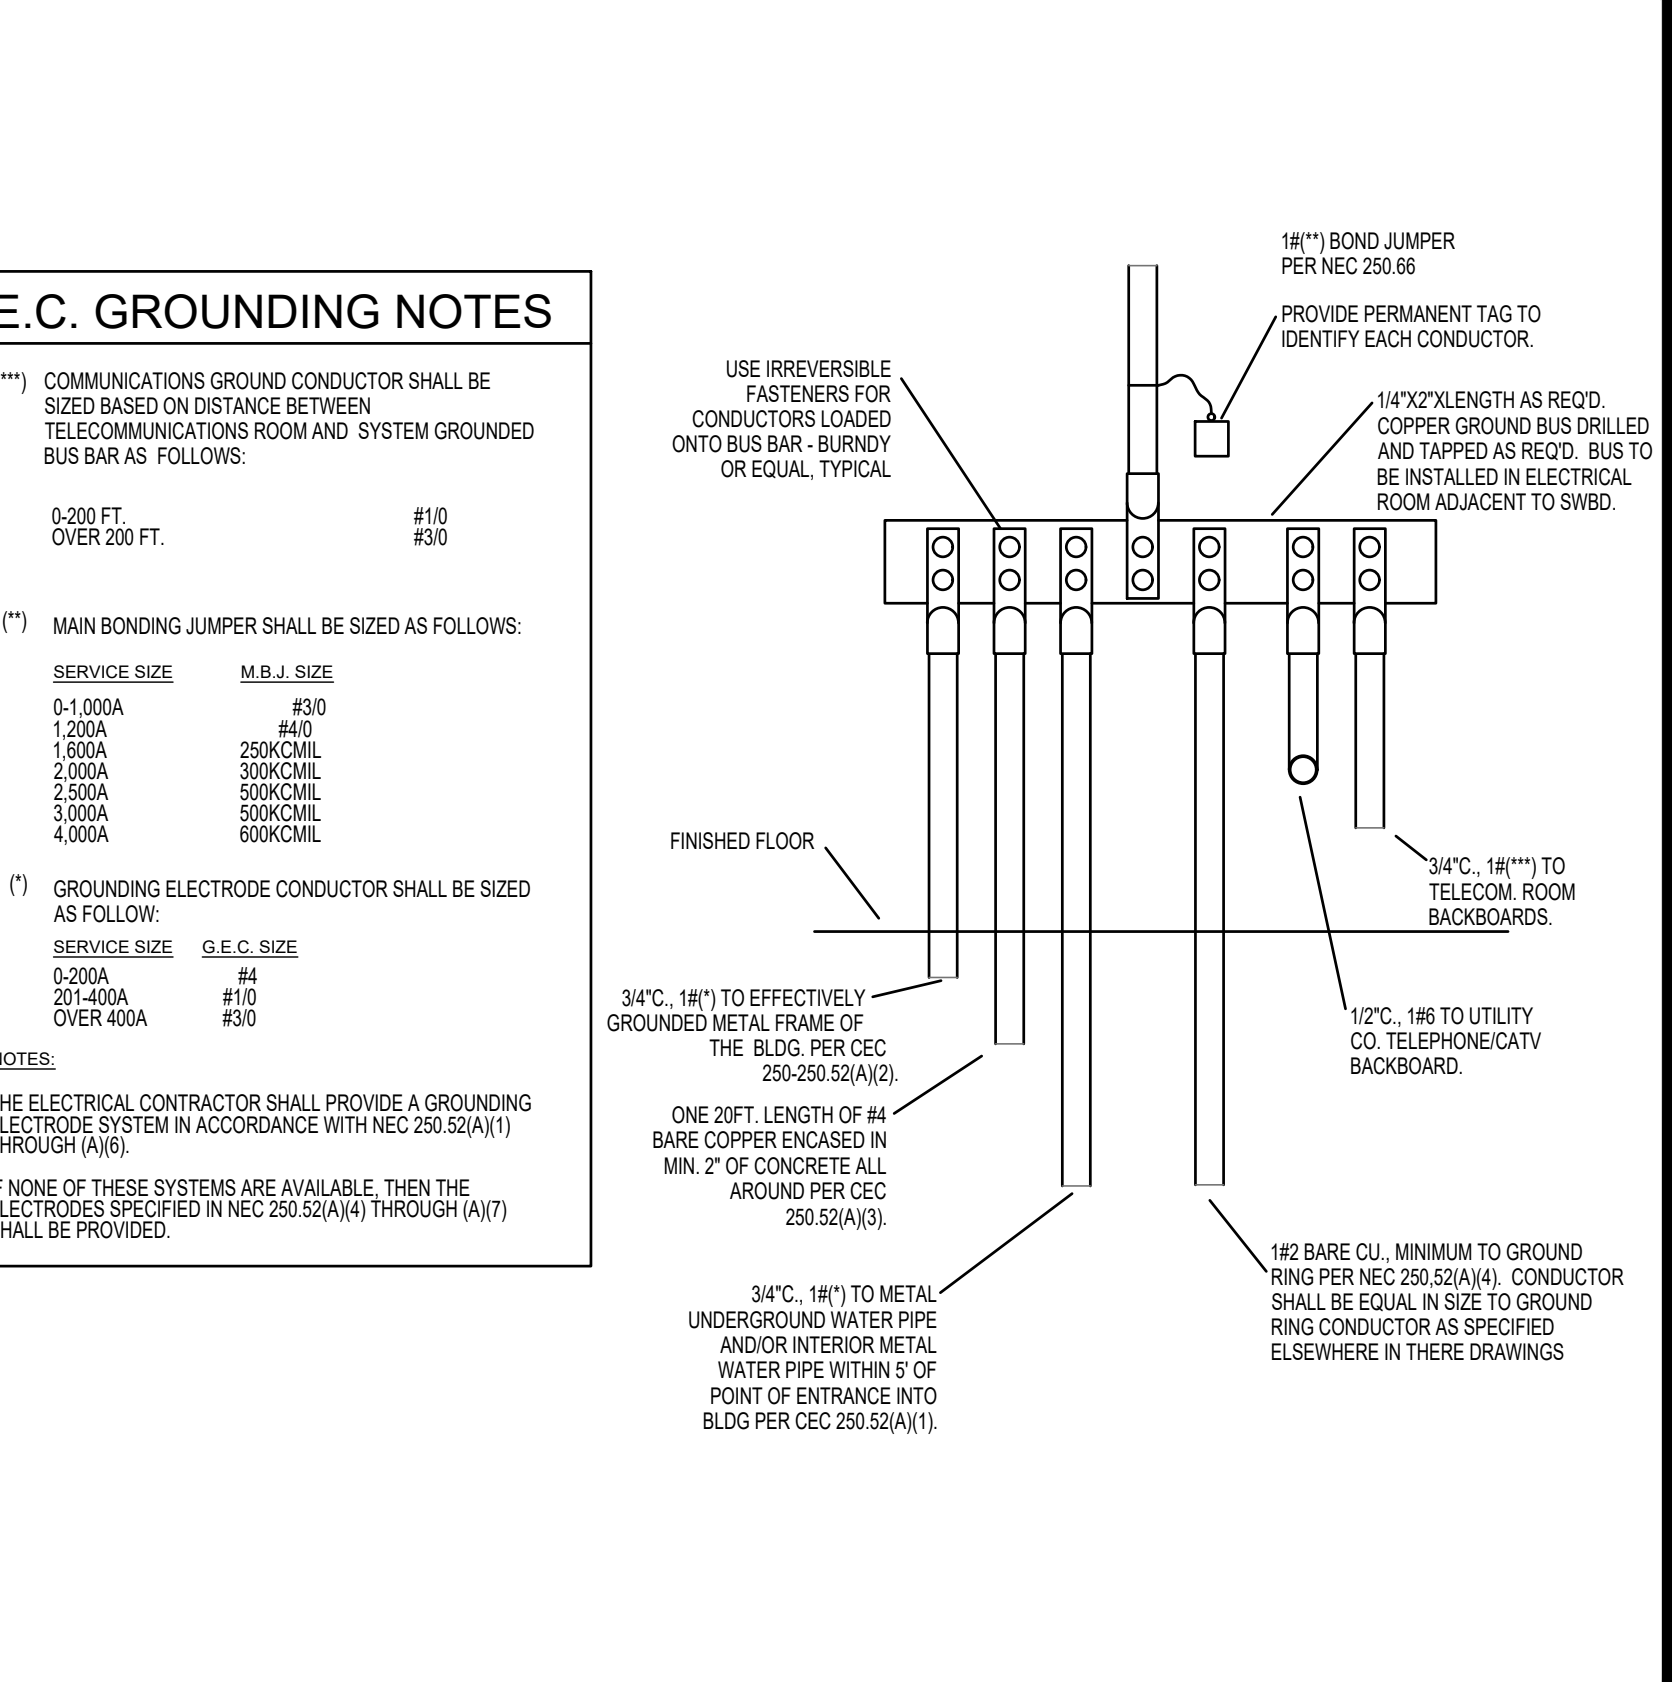 E.C. GROUNDING NOTES
***) COMMUNICATIONS GROUND CONDUCTOR SHALL BE
SIZED BASED ON DISTANCE BETWEEN
TELECOMMUNICATIONS ROOM AND SYSTEM GROUNDED
BUS BAR AS FOLLOWS:
0-200 FT. #1/0
OVER 200 FT. #3/0
(**) MAIN BONDING JUMPER SHALL BE SIZED AS FOLLOWS:
SERVICE SIZE M.B.J. SIZE
0-1,000A #3/0
1,200A #4/0
1,600A 250KCMIL
2,000A 300KCMIL
2,500A 500KCMIL
3,000A 500KCMIL
4,000A 600KCMIL
(*) GROUNDING ELECTRODE CONDUCTOR SHALL BE SIZED
AS FOLLOW:
SERVICE SIZE G.E.C. SIZE
0-200A #4
201-400A #1/0
OVER 400A #3/0
NOTES:
HE ELECTRICAL CONTRACTOR SHALL PROVIDE A GROUNDING
LECTRODE SYSTEM IN ACCORDANCE WITH NEC 250.52(A)(1)
HROUGH (A)(6).
F NONE OF THESE SYSTEMS ARE AVAILABLE, THEN THE
LECTRODES SPECIFIED IN NEC 250.52(A)(4) THROUGH (A)(7)
HALL BE PROVIDED.
1#(**) BOND JUMPER
PER NEC 250.66
PROVIDE PERMANENT TAG TO
IDENTIFY EACH CONDUCTOR.
USE IRREVERSIBLE
FASTENERS FOR
CONDUCTORS LOADED
ONTO BUS BAR - BURNDY
OR EQUAL, TYPICAL
1/4"X2"XLENGTH AS REQ'D.
COPPER GROUND BUS DRILLED
AND TAPPED AS REQ'D. BUS TO
BE INSTALLED IN ELECTRICAL
ROOM ADJACENT TO SWBD.
FINISHED FLOOR
3/4"C., 1#(***) TO
TELECOM. ROOM
BACKBOARDS.
3/4"C., 1#(*) TO EFFECTIVELY
GROUNDED METAL FRAME OF
THE BLDG. PER CEC
250-250.52(A)(2).
1/2"C., 1#6 TO UTILITY
CO. TELEPHONE/CATV
BACKBOARD.
ONE 20FT. LENGTH OF #4
BARE COPPER ENCASED IN
MIN. 2" OF CONCRETE ALL
AROUND PER CEC
250.52(A)(3).
3/4"C., 1#(*) TO METAL
UNDERGROUND WATER PIPE
AND/OR INTERIOR METAL
WATER PIPE WITHIN 5' OF
POINT OF ENTRANCE INTO
BLDG PER CEC 250.52(A)(1).
1#2 BARE CU., MINIMUM TO GROUND
RING PER NEC 250,52(A)(4). CONDUCTOR
SHALL BE EQUAL IN SIZE TO GROUND
RING CONDUCTOR AS SPECIFIED
ELSEWHERE IN THERE DRAWINGS